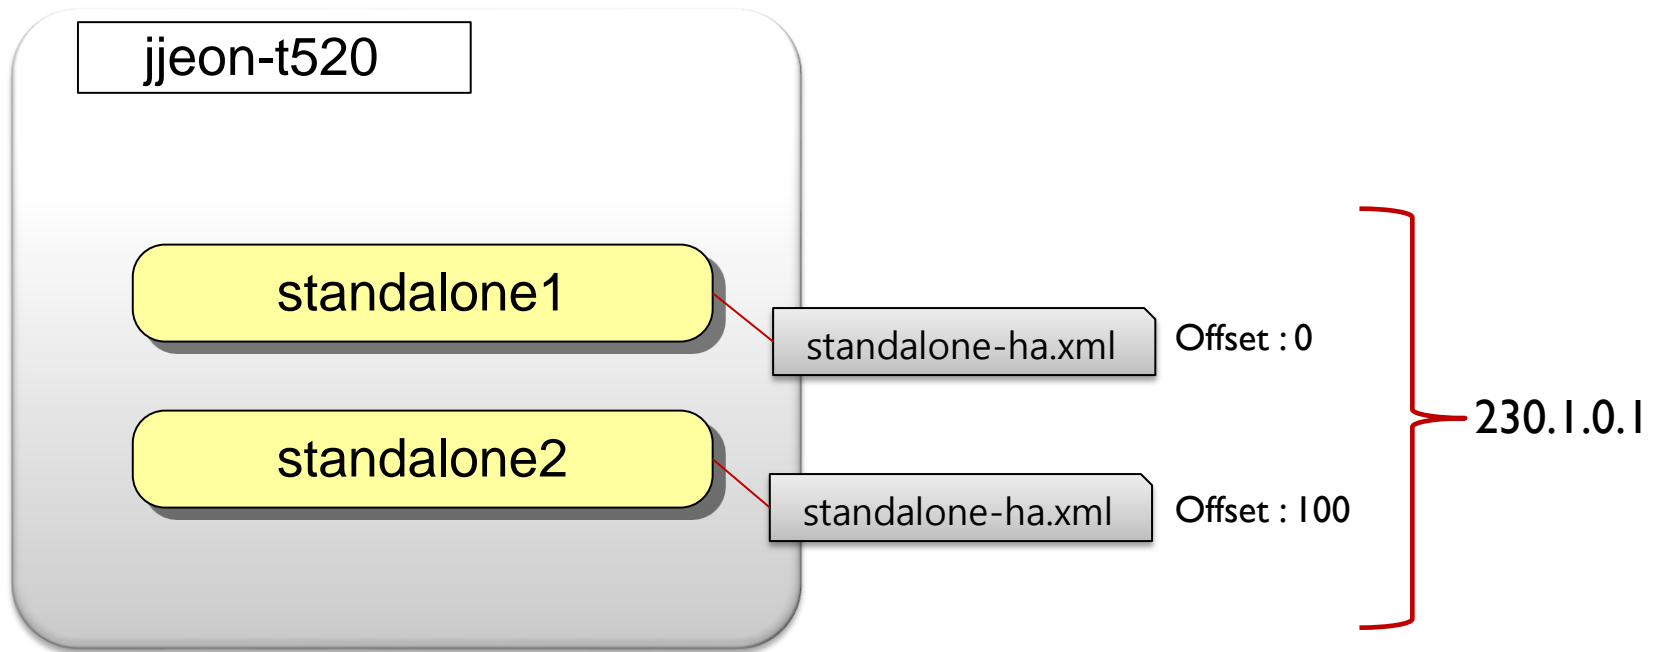 jjeon-t520
standalone1
standalone-ha.xml
Offset : 0
230.1.0.1
standalone2
standalone-ha.xml
Offset : 100